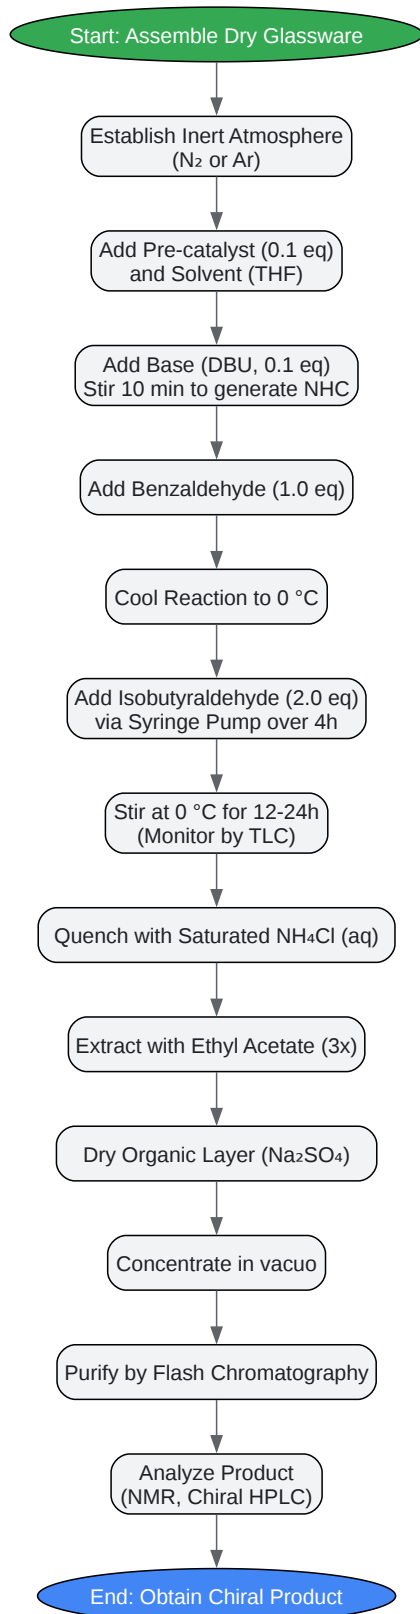 Start: Assemble Dry Glassware
Establish Inert Atmosphere
(N₂ or Ar)
Add Pre-catalyst (0.1 eq)
and Solvent (THF)
Add Base (DBU, 0.1 eq)
Stir 10 min to generate NHC
Add Benzaldehyde (1.0 eq)
Cool Reaction to 0 °C
Add Isobutyraldehyde (2.0 eq)
via Syringe Pump over 4h
Stir at 0 °C for 12-24h
(Monitor by TLC)
Quench with Saturated NH₄Cl (aq)
Extract with Ethyl Acetate (3x)
Dry Organic Layer (Na₂SO₄)
Concentrate in vacuo
Purify by Flash Chromatography
Analyze Product
(NMR, Chiral HPLC)
End: Obtain Chiral Product